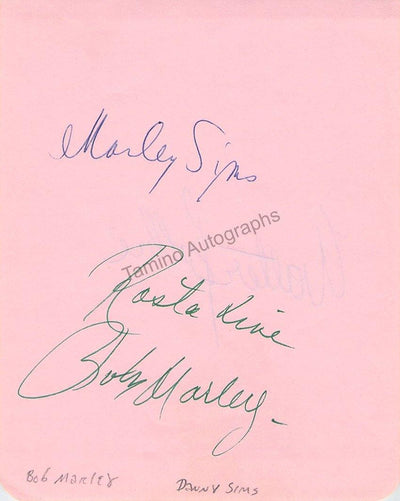 Marley Sims
Tamino Autographs
Rasta Live
Bob Marley
Bob Marley Danny Sims